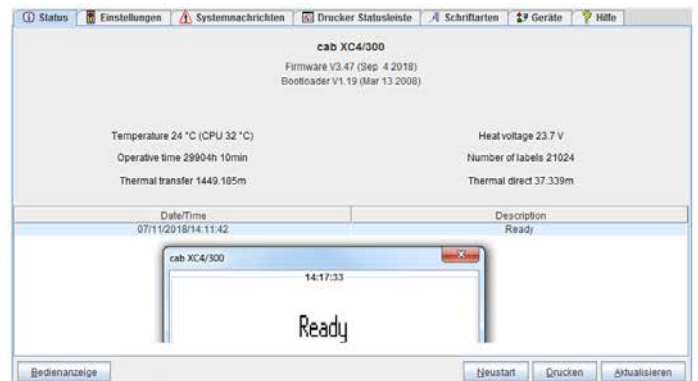 Status Einstellungen Systemnachrichten Drucker Statusleiste Schriftarten Geräte Hilfe
cab XC4/300
Firmware V3.47 (Sep 4 2018)
Bootloader V1.19 (Mar 13 2008)
Temperature 24 °C (CPU 32 °C) Heat voltage 23.7 V
Operative time 29904h 10min Number of labels 21024
Thermal transfer 1449.185m Thermal direct 37.339m
Date/Time Description
07/11/2018/14.11:42 Ready
cab XC4/300
14:17:33
Ready
Bedienanzeige Neustart Drucken Aktualisieren